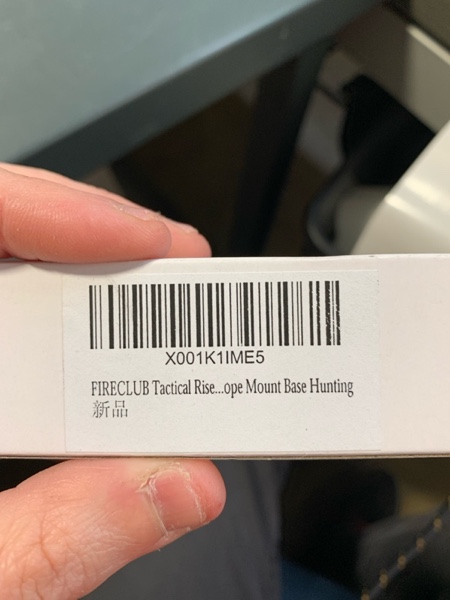 X001K1IME5
FIRECLUB Tactical Rise...ope Mount Base Hunting
新品